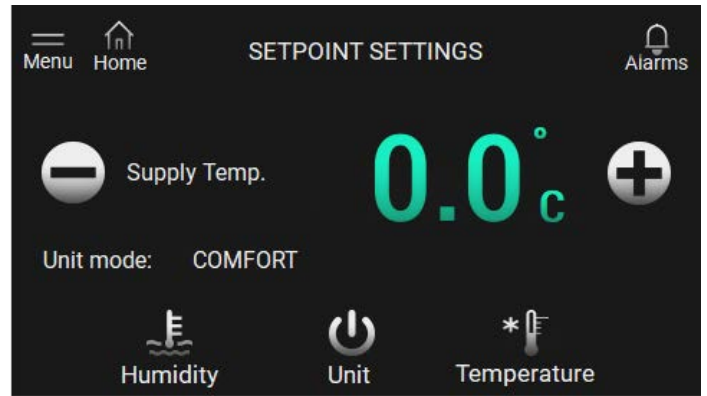 Menu Home SETPOINT SETTINGS Alarms
Supply Temp. 0.0°C
Unit mode: COMFORT
Humidity Unit Temperature